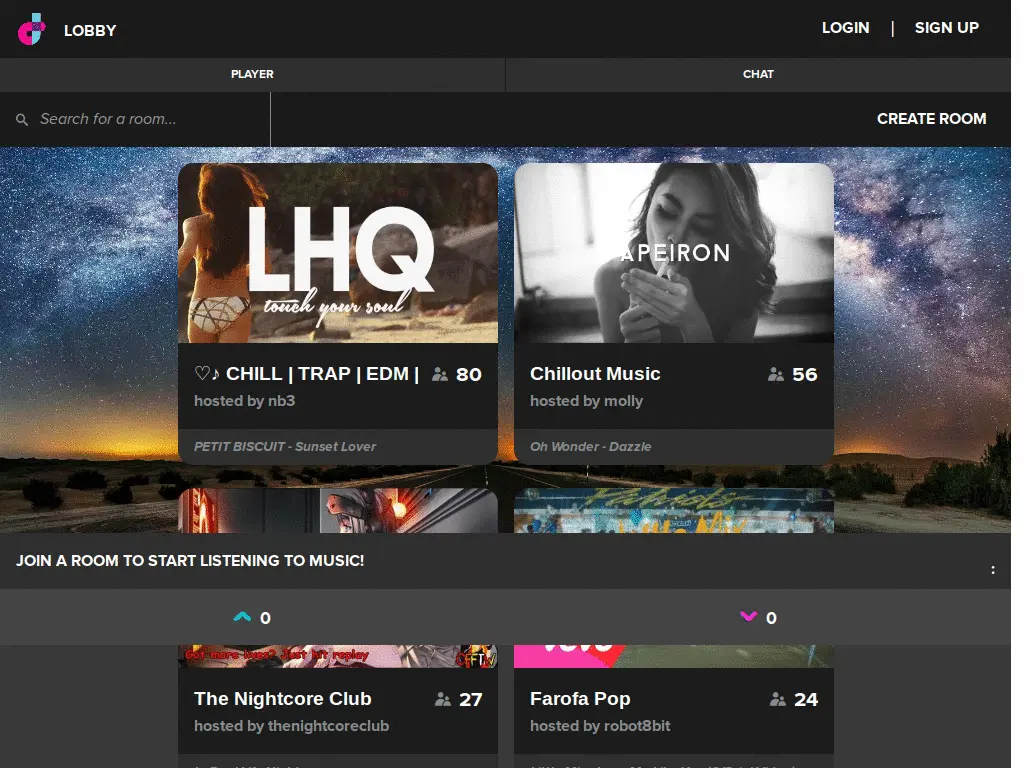 LOBBY
LOGIN | SIGN UP
PLAYER
CHAT
Search for a room...
CREATE ROOM
LHQ
touch your soul
APEIRON
♡♪ CHILL | TRAP | EDM | 80
hosted by nb3
PETIT BISCUIT - Sunset Lover
Chillout Music 56
hosted by molly
Oh Wonder - Dazzle
JOIN A ROOM TO START LISTENING TO MUSIC!
0
0
Got more lives? Just hit replay
The Nightcore Club 27
hosted by thenightcoreclub
Farofa Pop 24
hosted by robot8bit